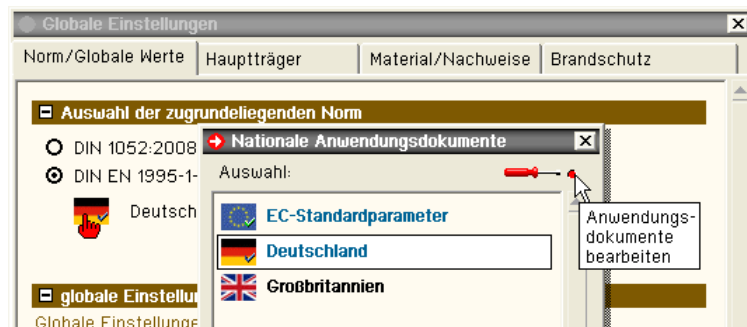 Globale Einstellungen
Norm/Globale Werte
Hauptträger
Material/Nachweise
Brandschutz
Auswahl der zugrundeliegenden Norm
DIN 1052:2008
DIN EN 1995-1-
Deutsch
Nationale Anwendungsdokumente
Auswahl:
EC-Standardparameter
Deutschland
Großbritannien
Anwendungs-
dokumente
bearbeiten
globale Einstellu
Globale Einstellunge